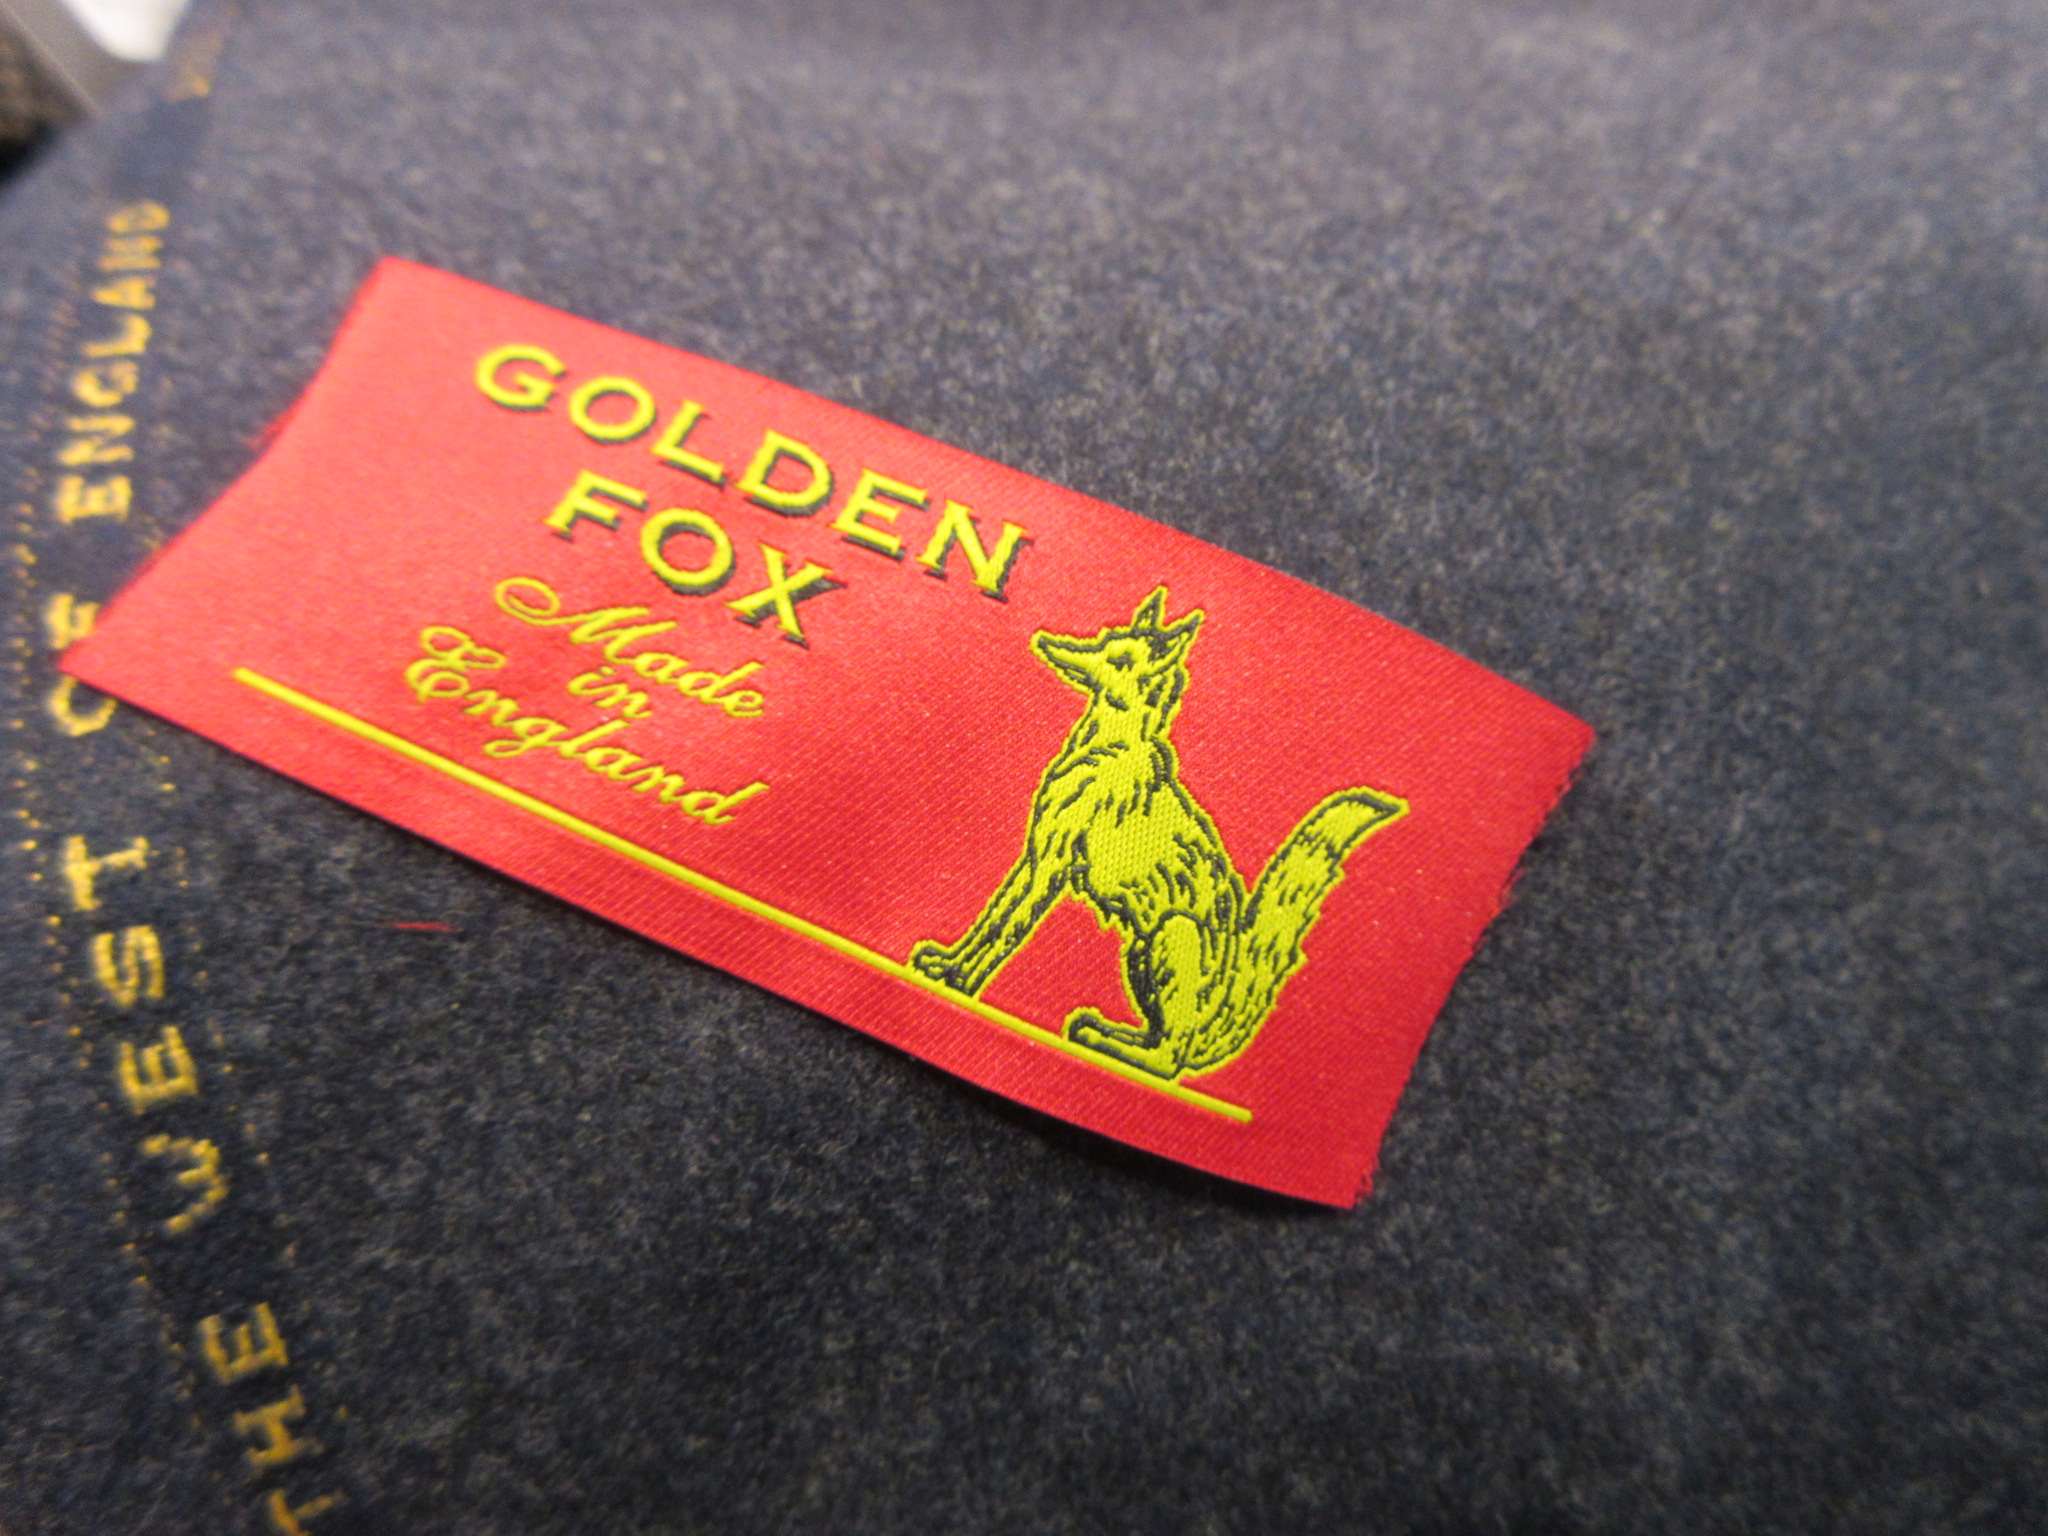 GOLDEN
FOX
Made
in
England
THE WEST OF ENGLAND